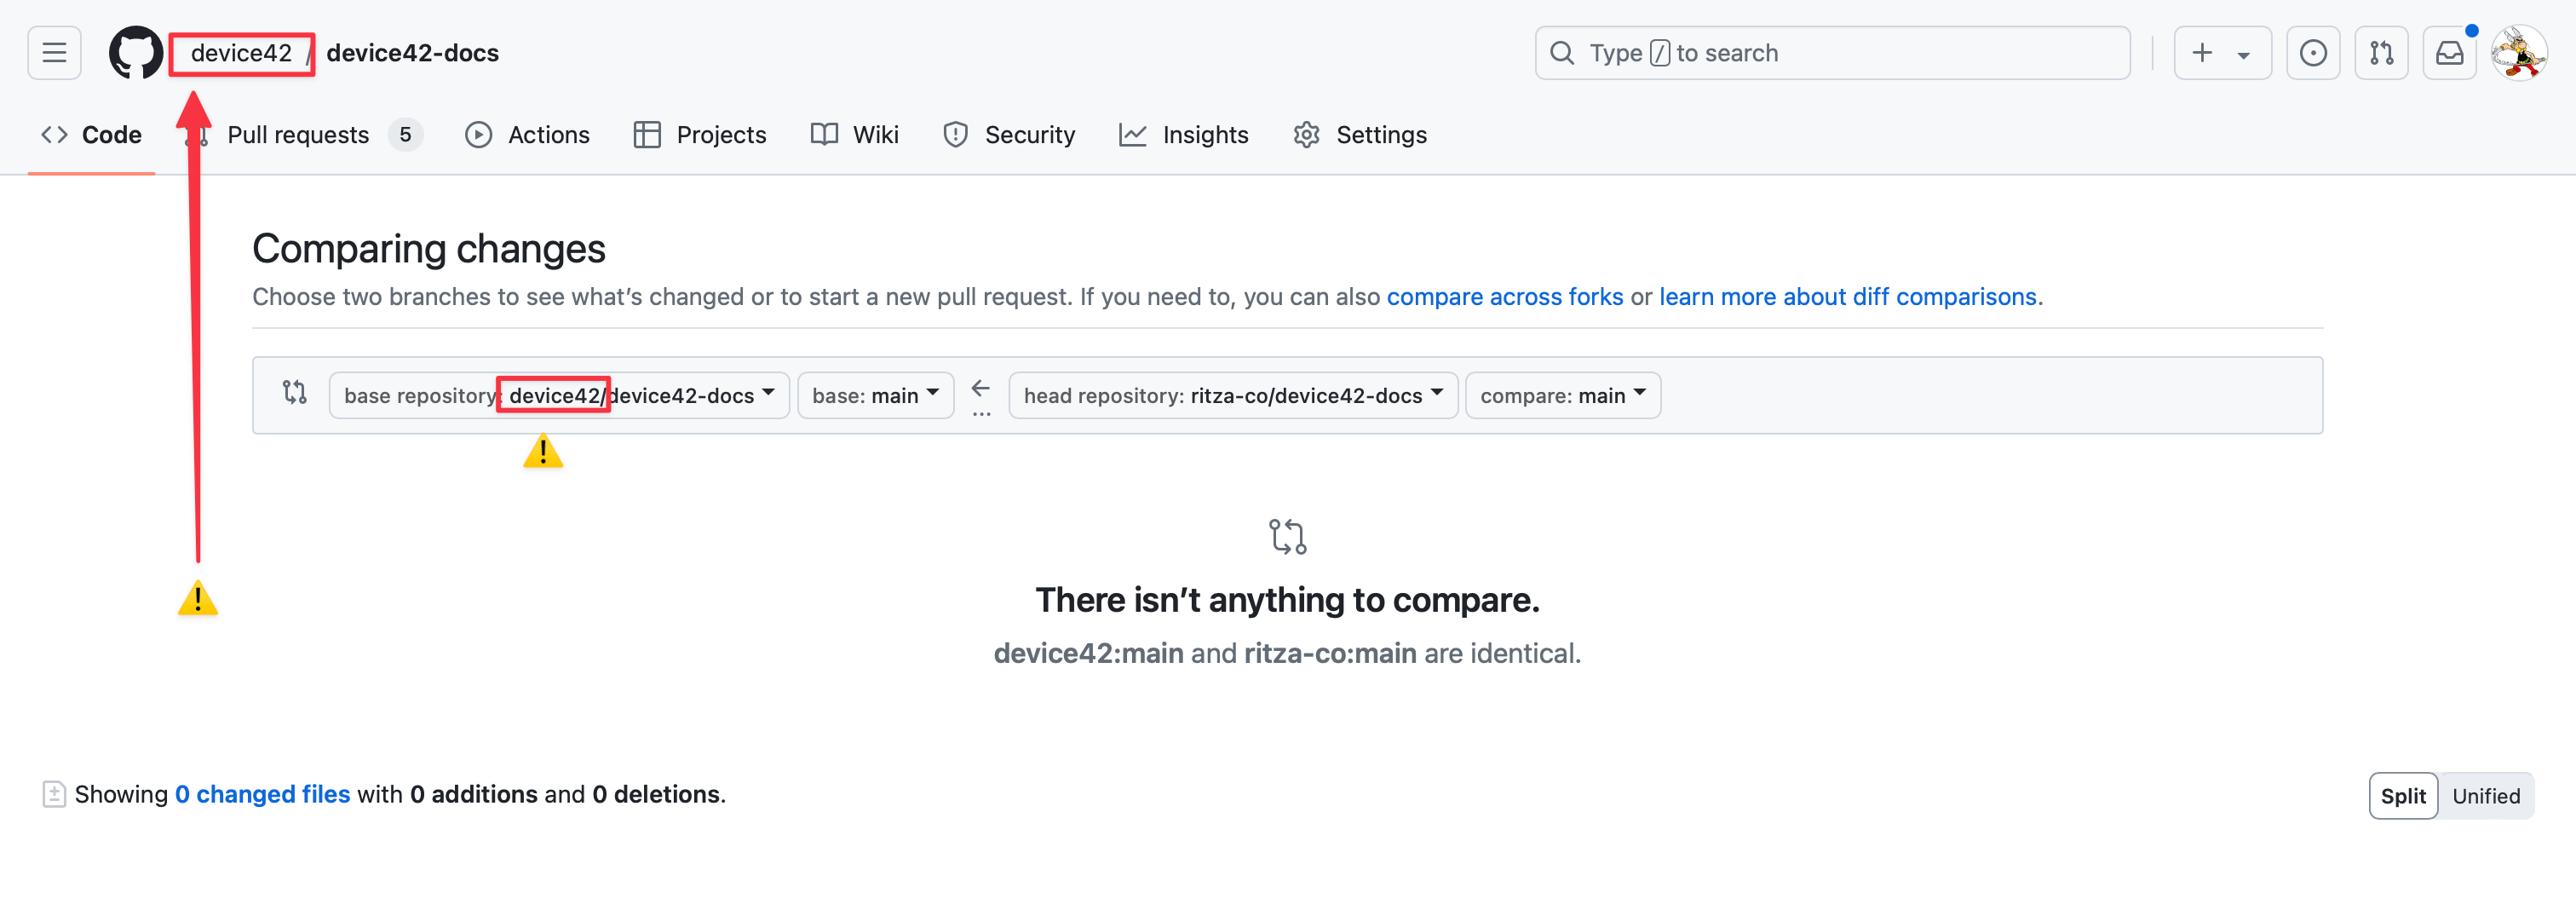 device42 / device42-docs
Type / to search
Code Pull requests 5 Actions Projects Wiki Security Insights Settings
Comparing changes
Choose two branches to see what’s changed or to start a new pull request. If you need to, you can also compare across forks or learn more about diff comparisons.
base repository: device42/device42-docs base: main ... head repository: ritza-co/device42-docs compare: main
There isn’t anything to compare.
device42:main and ritza-co:main are identical.
Showing 0 changed files with 0 additions and 0 deletions.
Split Unified